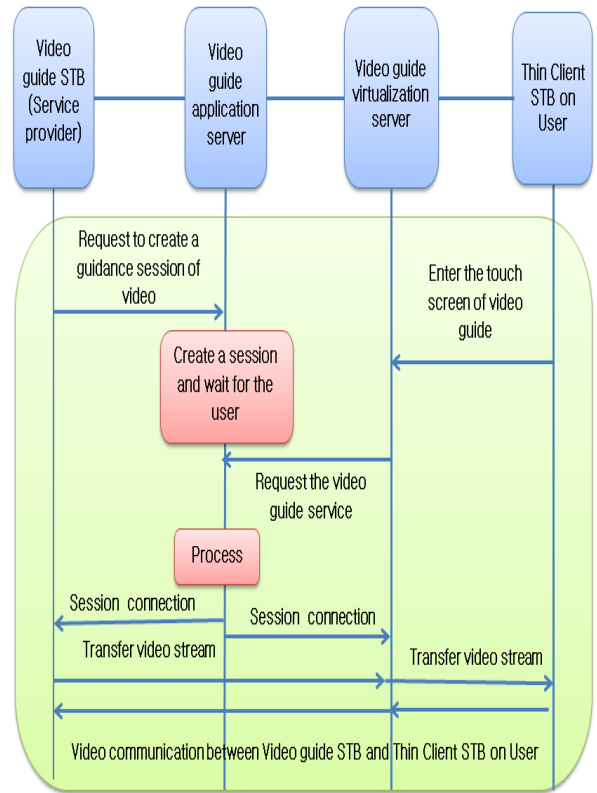 Video
guide STB
(Service
provider)
Video
guide
application
server
Video guide
virtualization
server
Thin Client
STB on
User
Request to create a
guidance session of
video
Enter the touch
screen of video
guide
Create a session
and wait for the
user
Request the video
guide service
Process
Session connection
Session connection
Transfer video stream
Transfer video stream
Video communication between Video guide STB and Thin Client STB on User